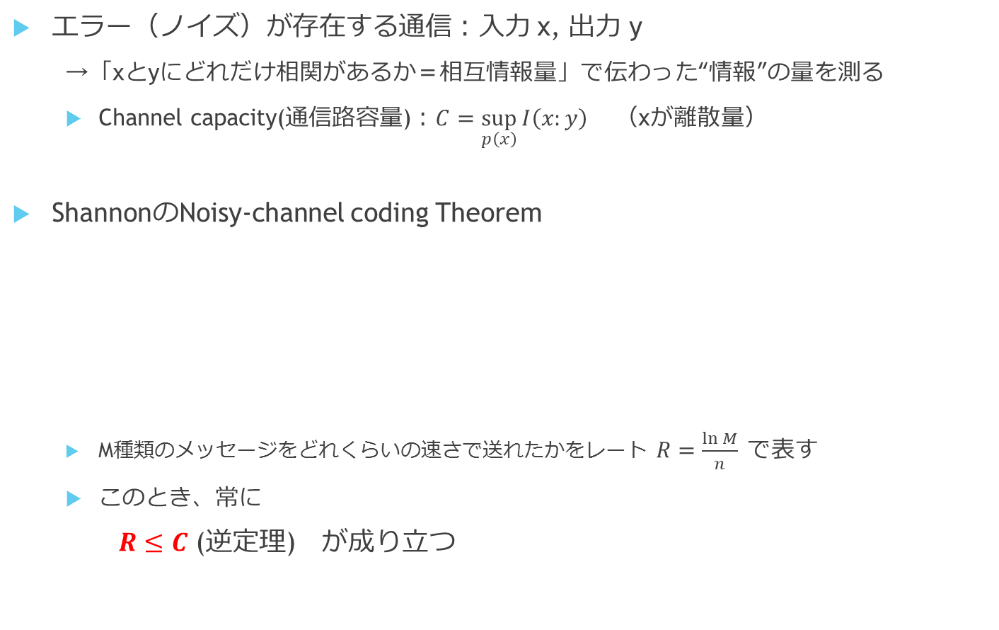 エラー（ノイズ）が存在する通信：入力 x, 出力 y
→「xとyにどれだけ相関があるか＝相互情報量」で伝わった“情報”の量を測る
Channel capacity(通信路容量)：C = sup p(x) I(x: y) （xが離散量）
ShannonのNoisy-channel coding Theorem
M種類のメッセージをどれくらいの速さで送れたかをレート R = ln M / n で表す
このとき、常に
R ≤ C (逆定理) が成り立つ